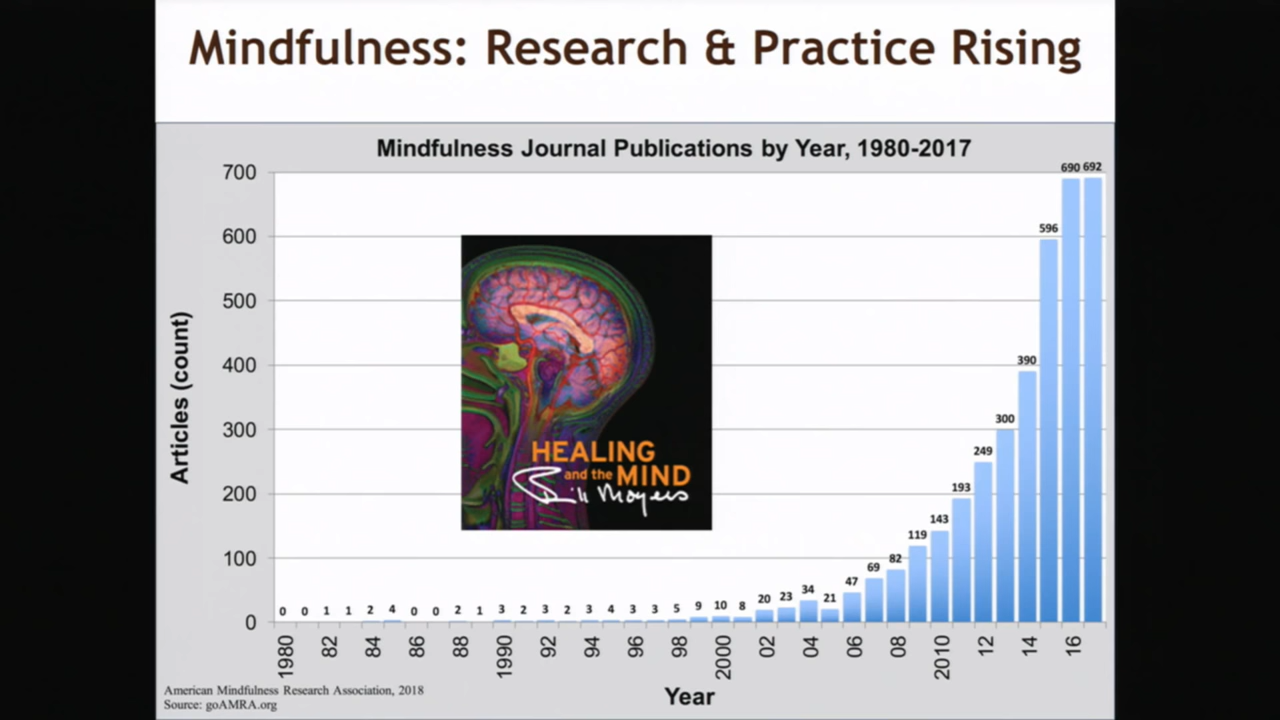 Mindfulness: Research & Practice Rising
Mindfulness Journal Publications by Year, 1980-2017
700
600
500
400
300
200
100
0
Articles (count)
0 0 1 1 2 4 0 0 2 1 3 2 3 2 3 4 3 3 5 9 10 8 20 23 34 21 47 69 82 119 143 193 249 300 390 596 690 692
HEALING
and the MIND
Bill Moyers
1980 82 84 86 88 1990 92 94 96 98 2000 02 04 06 08 2010 12 14 16
Year
American Mindfulness Research Association, 2018
Source: goAMRA.org